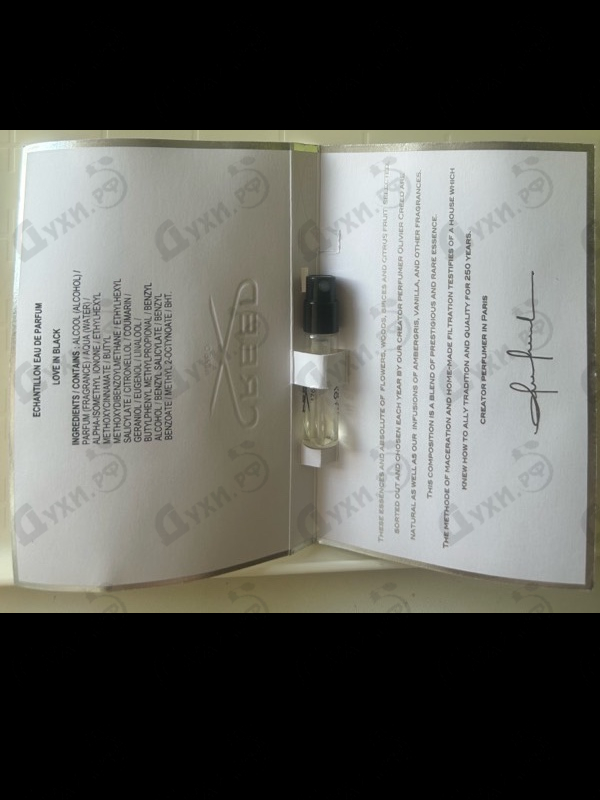 ECHANTILLON EAU DE PARFUM
LOVE IN BLACK
INGREDIENTS / CONTAINS : ALCOOL (ALCOHOL) /
PARFUM (FRAGRANCE) / AQUA (WATER) /
ALPHA-ISOMETHYL IONONE / ETHYLHEXYL
METHOXYCINNAMATE / BUTYL
METHOXYDIBENZOYLMETHANE / ETHYLHEXYL
SALICYLATE / CITRONELLOL / COUMARIN /
GERANIOL / EUGENOL / LINALOOL /
BUTYLPHENYL METHYLPROPIONAL / BENZYL
ALCOHOL / BENZYL SALICYLATE / BENZYL
BENZOATE / METHYL 2-OCTYNOATE / BHT.
CREED
THESE ESSENCES AND ABSOLUTE OF FLOWERS, WOODS, SPICES AND CITRUS FRUIT, SELECTED,
SORTED OUT AND CHOSEN EACH YEAR BY OUR CREATOR PERFUMER OLIVIER CREED ARE
NATURAL AS WELL AS OUR INFUSIONS OF AMBERGRIS, VANILLA, AND OTHER FRAGRANCES.
THIS COMPOSITION IS A BLEND OF PRESTIGIOUS AND RARE ESSENCE.
THE METHODE OF MACERATION AND HOME-MADE FILTRATION TESTIFIES OF A HOUSE WHICH
KNEW HOW TO ALLY TRADITION AND QUALITY FOR 250 YEARS.
CREATOR PERFUMER IN PARIS
Духи.РФ